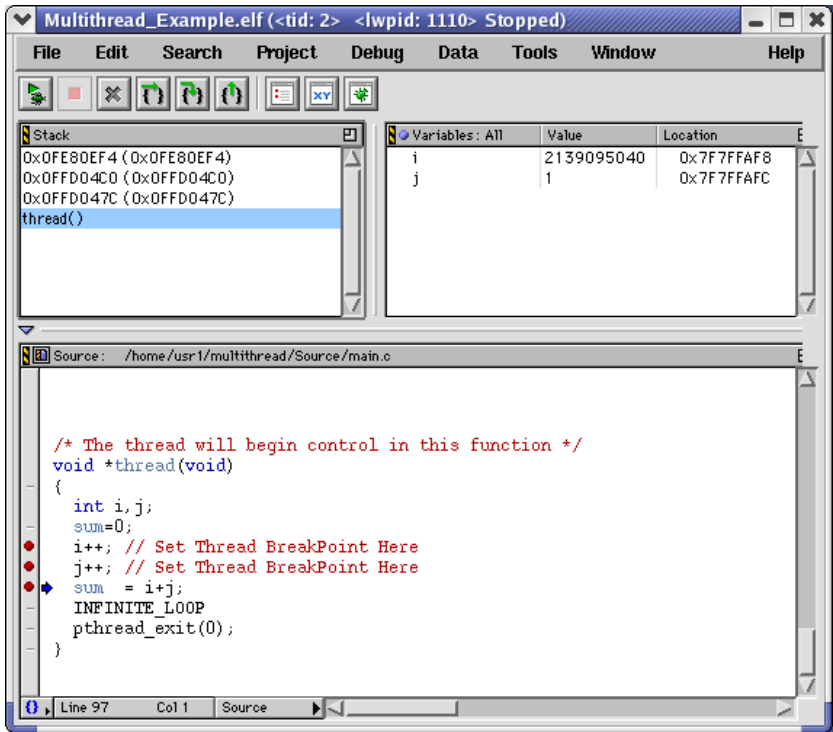 Multithread_Example.elf (<tid: 2> <lwpid: 1110> Stopped)
File Edit Search Project Debug Data Tools Window Help
Stack
0x0FE80EF4 (0x0FE80EF4)
0x0FFD04C0 (0x0FFD04C0)
0x0FFD047C (0x0FFD047C)
thread()
Variables: All Value Location
i 2139095040 0x7F7FFAF8
j 1 0x7F7FFAFC
Source: /home/usr1/multithread/Source/main.c
/* The thread will begin control in this function */
void *thread(void)
{
int i,j;
sum=0;
i++; // Set Thread BreakPoint Here
j++; // Set Thread BreakPoint Here
sum = i+j;
INFINITE_LOOP
pthread_exit(0);
}
Line 97 Col 1 Source